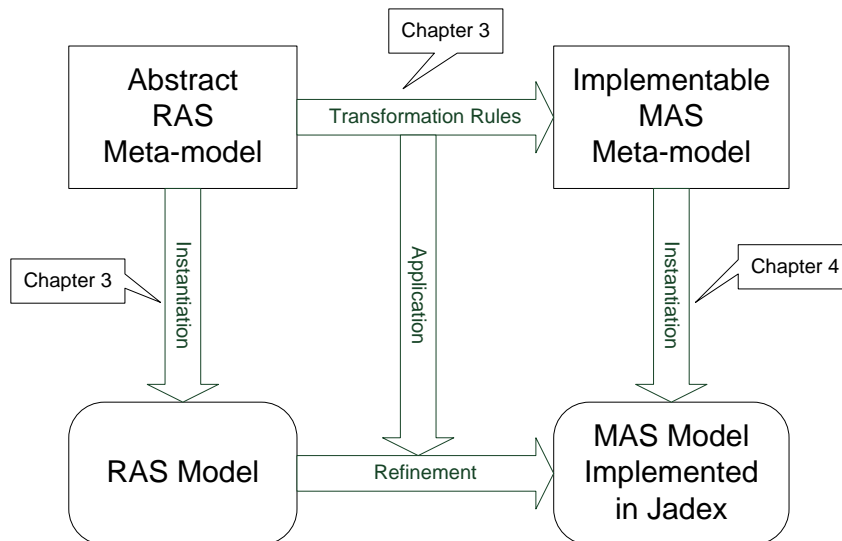 Chapter 3
Abstract
RAS
Meta-model
Transformation Rules
Implementable
MAS
Meta-model
Chapter 3
Instantiation
Application
Instantiation
Chapter 4
RAS Model
Refinement
MAS Model
Implemented
in Jadex